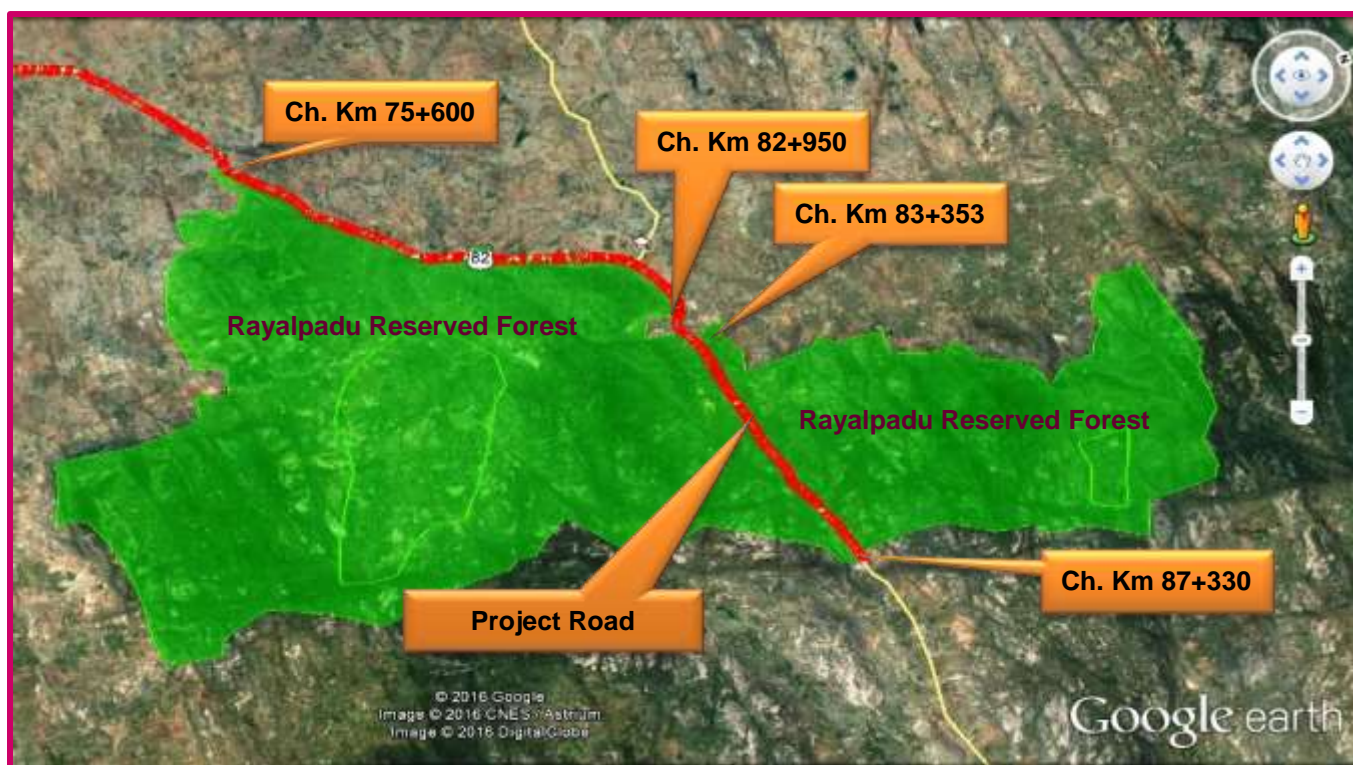 Ch. Km 75+600
Ch. Km 82+950
Ch. Km 83+353
82
Rayalpadu Reserved Forest
Rayalpadu Reserved Forest
Ch. Km 87+330
Project Road
© 2016 Google
Image © 2016 CNES / Astrium
Image © 2016 DigitalGlobe
Google earth